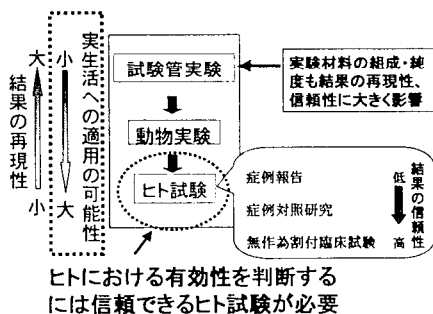 大
小
結果の再現性
小
大
実生活への適用の可能性
試験管実験
動物実験
ヒト試験
実験材料の組成・純
度も結果の再現性、
信頼性に大きく影響
症例報告
症例対照研究
無作為割付臨床試験
低
高
結果の信頼性
ヒトにおける有効性を判断する
には信頼できるヒト試験が必要